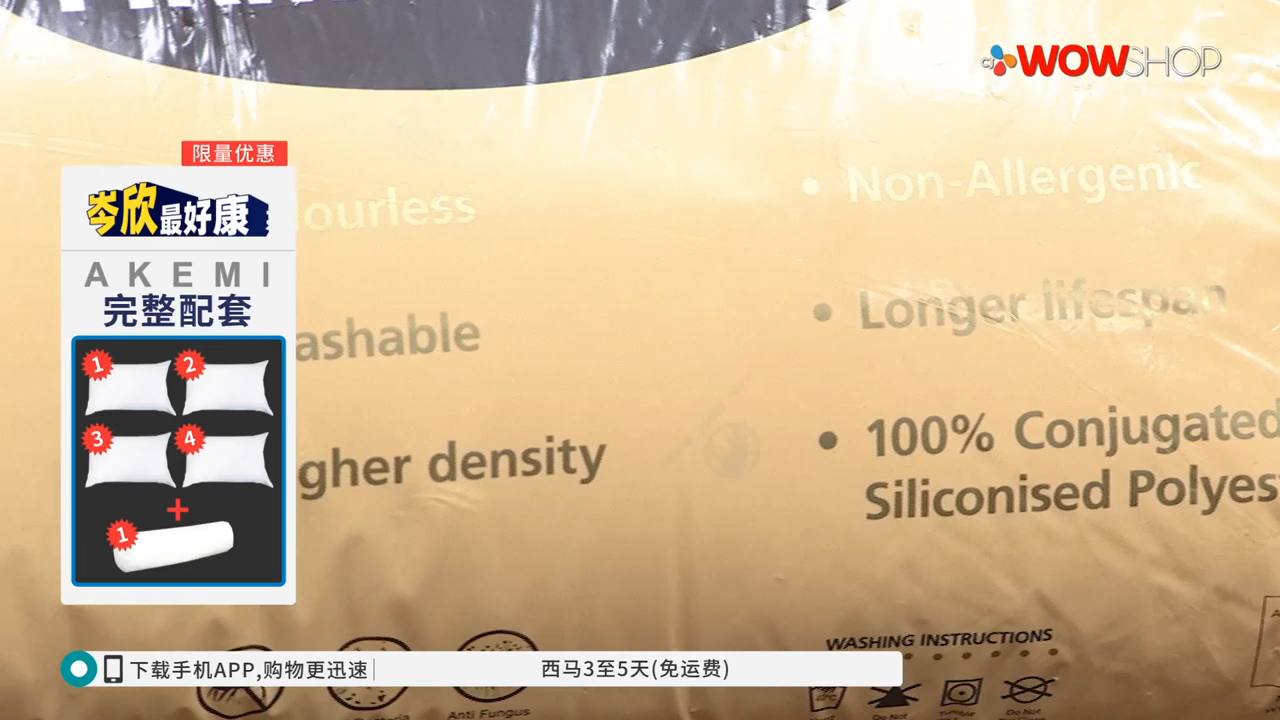 CJ WOWSHOP
限量优惠
岑欣最好康
AKEMI
完整配套
1
2
3
4
+
1
ourless
ashable
gher density
• Non-Allergenic
• Longer lifespan
• 100% Conjugated
Siliconised Polyes
Anti Fungus
WASHING INSTRUCTIONS
下载手机APP,购物更迅速
西马3至5天(免运费)